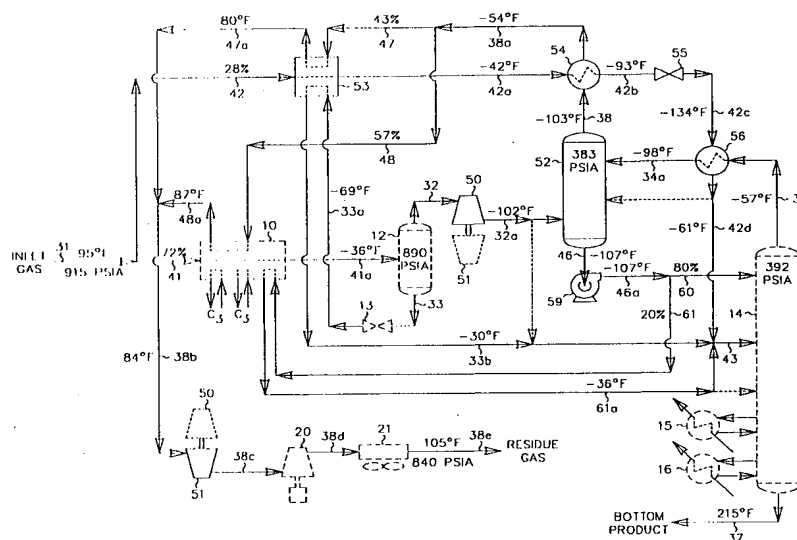 80°F
47a
43%
47
-54°F
38a
54
-93°F
42b
55
28%
42
53
-42°F
42a
-103°F
38
-134°F
42c
57%
48
52
383
PSIA
-98°F
34a
56
-57°F
87°F
48a
10
-69°F
33a
32
50
12
890
PSIA
-102°F
32a
51
-61°F
42d
INLET
GAS
31
95°F
915 PSIA
72%
41
-36°F
41a
46
-107°F
-107°F
46a
59
80%
60
392
PSIA
C3
C3
13
33
20%
61
14
84°F
38b
-30°F
33b
43
-36°F
61a
50
51
38c
20
38d
21
105°F
38e
840 PSIA
RESIDUE
GAS
15
16
BOTTOM
PRODUCT
215°F
37